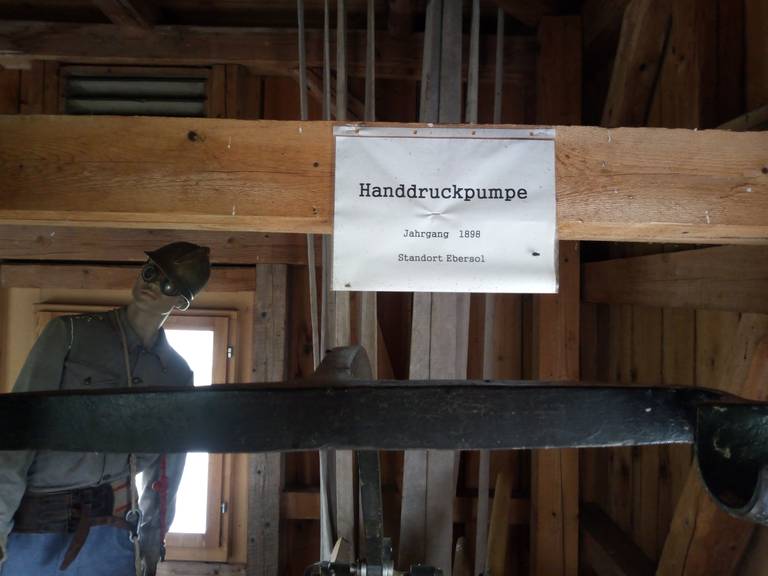 Handdruckpumpe
Jahrgang 1898
Standort Ebersol